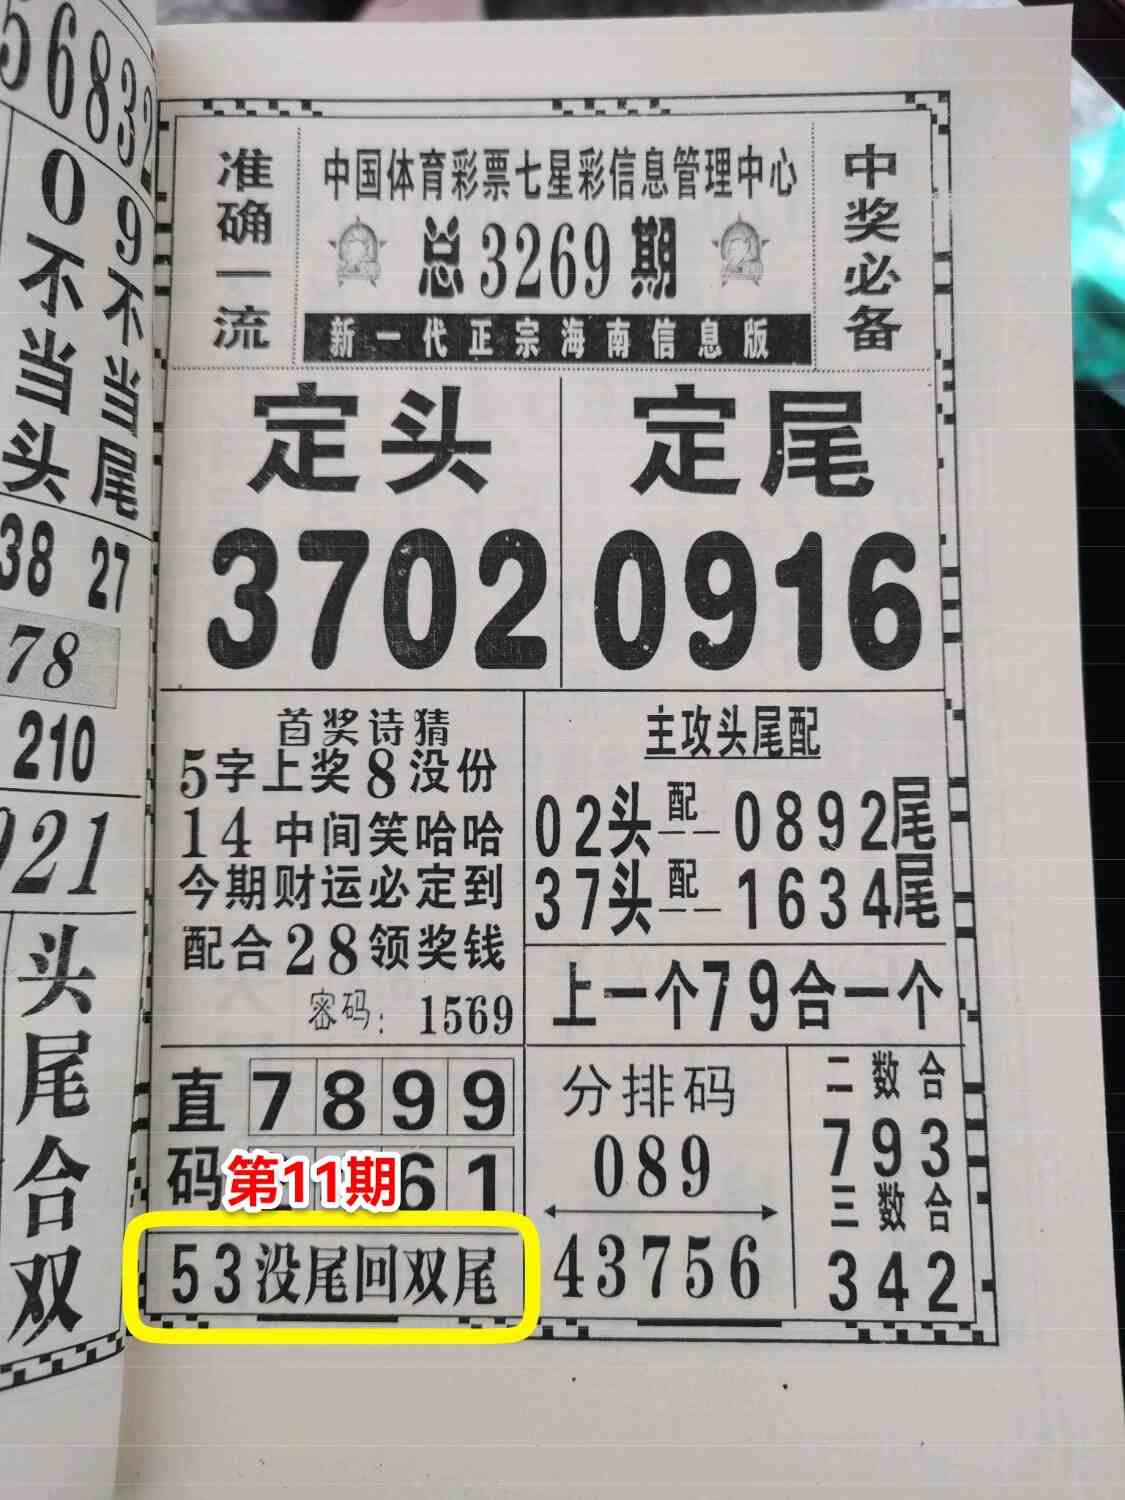 56832
0不当头
9不当尾
38 27
78
210
921
头尾合双
准确一流
中国体育彩票七星彩信息管理中心
总3269期
新一代正宗海南信息版
中奖必备
定头
3702
定尾
0916
首奖诗猜
5字上奖8没份
14中间笑哈哈
今期财运必定到
配合28领奖钱
密码：1569
主攻头尾配
02头配——0892尾
37头配——1634尾
上一个79合一个
直 7899
码 61
第11期
53没尾回双尾
分排码
089
43756
二数合
793
三数合
342